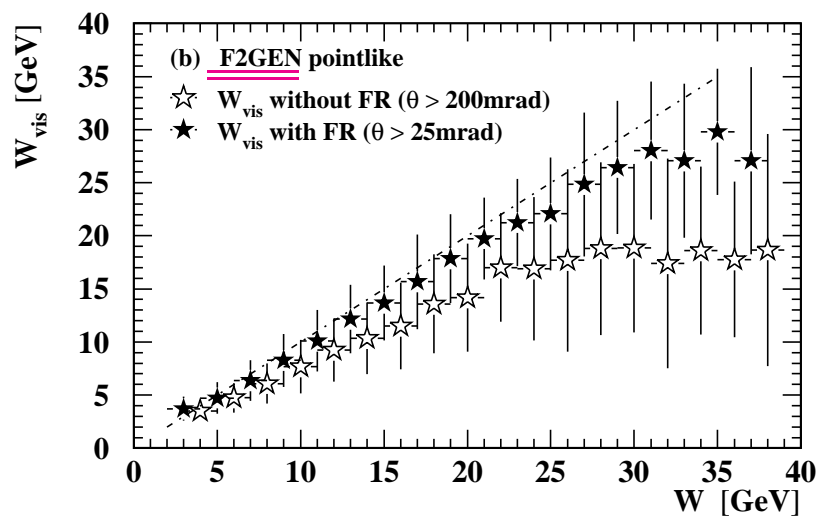 40
35
30
25
20
15
10
5
0
W_vis [GeV]
(b) F2GEN pointlike
W_vis without FR (θ > 200mrad)
W_vis with FR (θ > 25mrad)
0 5 10 15 20 25 30 35 40
W [GeV]